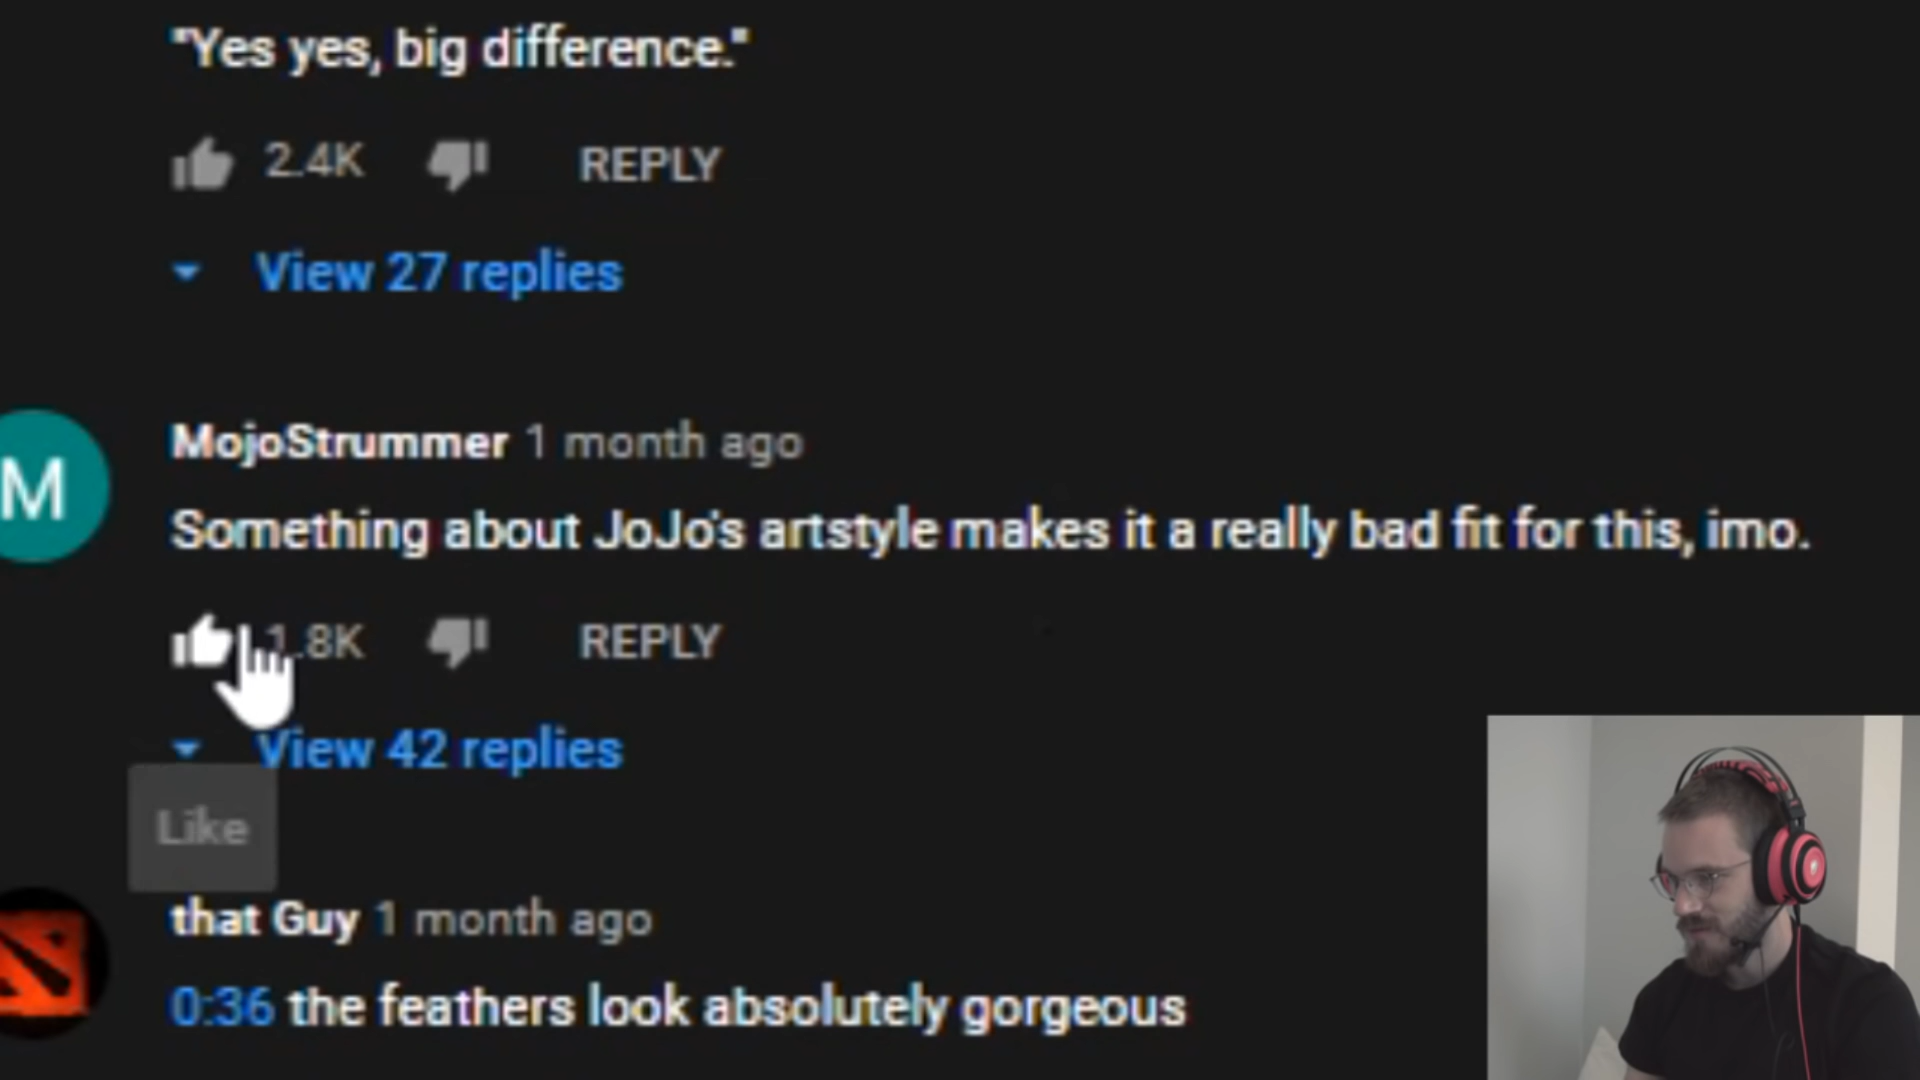 "Yes yes, big difference."
2.4K REPLY
View 27 replies
M
MojoStrummer 1 month ago
Something about JoJo's artstyle makes it a really bad fit for this, imo.
1.8K REPLY
View 42 replies
Like
that Guy 1 month ago
0:36 the feathers look absolutely gorgeous